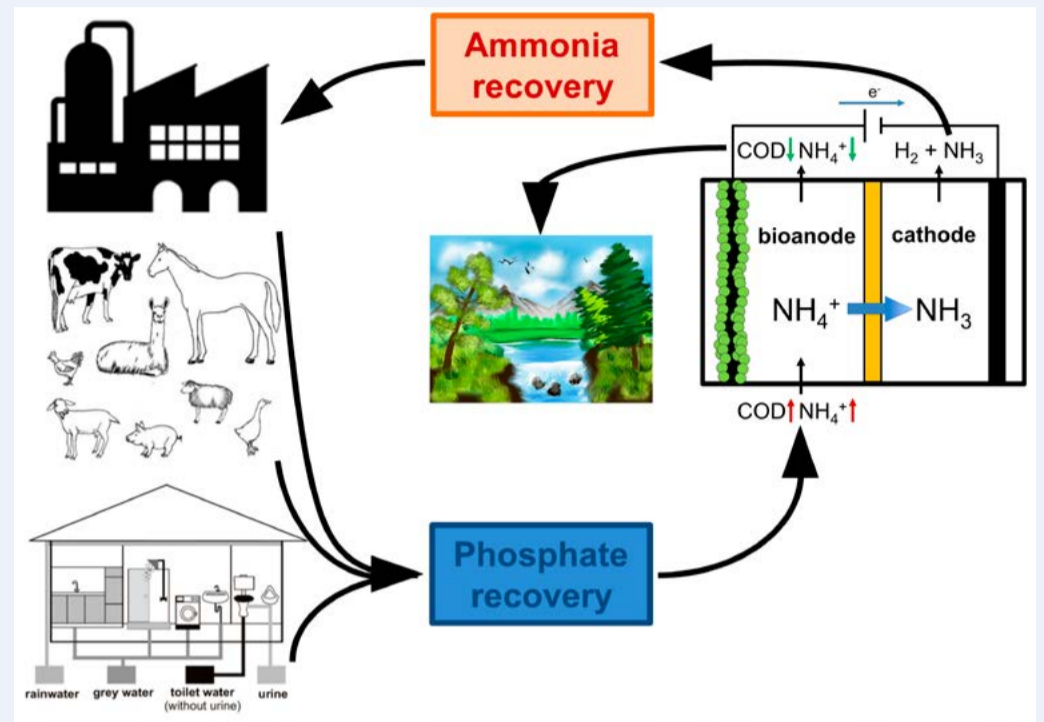 Ammonia
recovery
e-
COD↓NH₄⁺↓
H₂ + NH₃
bioanode
cathode
NH₄⁺
NH₃
COD↑NH₄⁺↑
Phosphate
recovery
rainwater
grey water
toilet water
(without urine)
urine